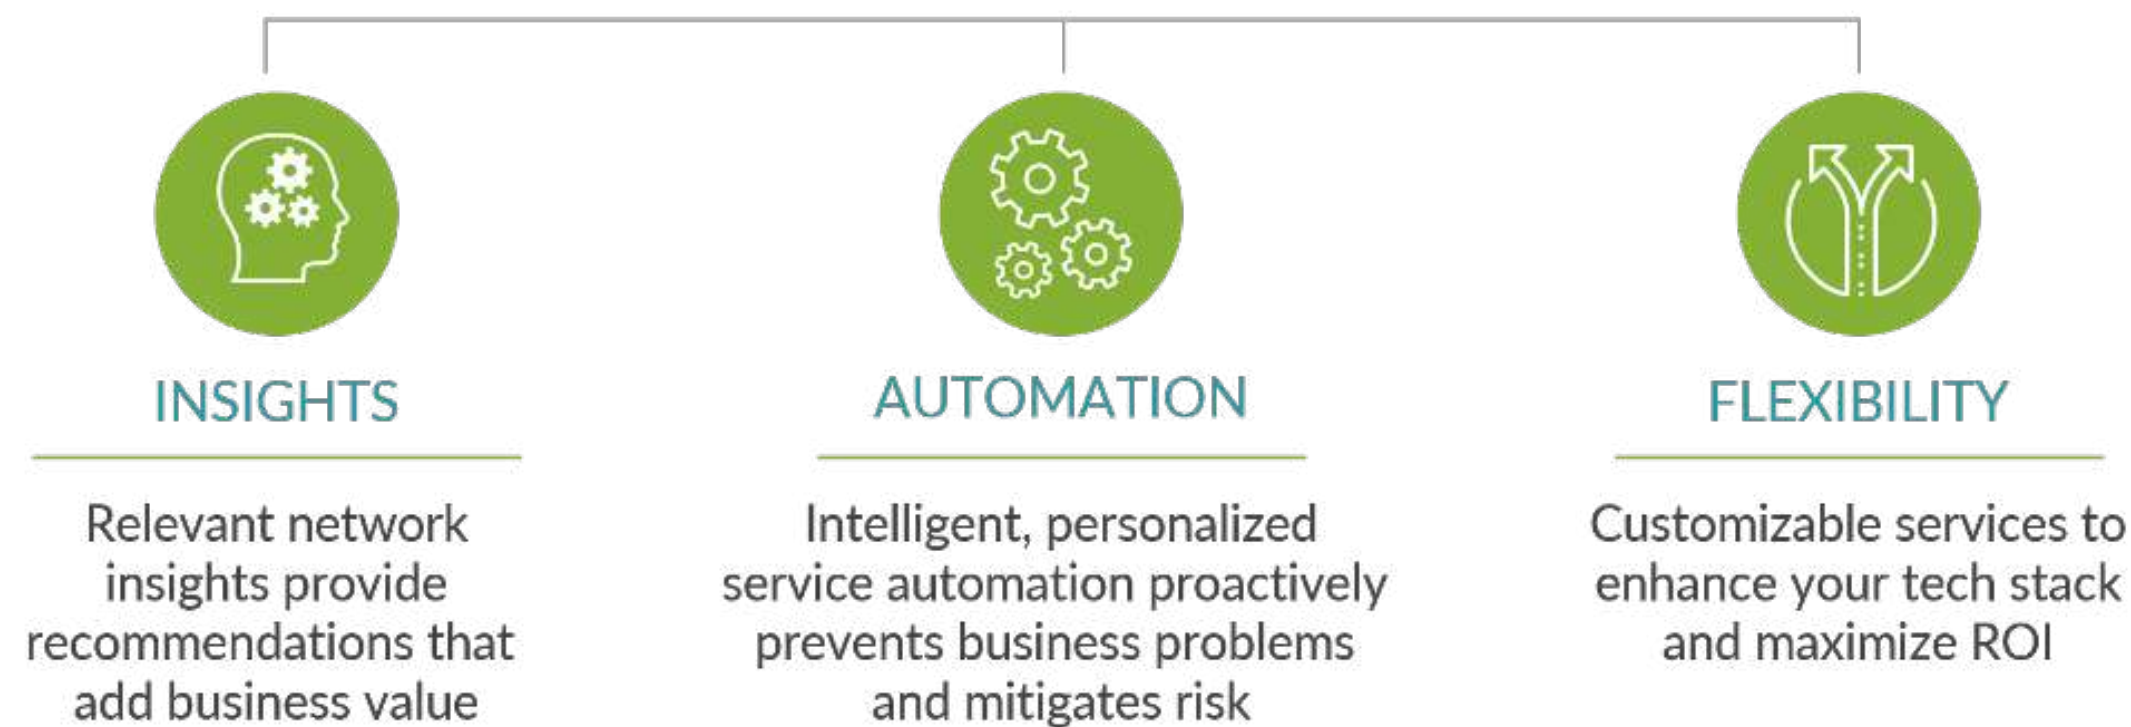 INSIGHTS
Relevant network
insights provide
recommendations that
add business value
AUTOMATION
Intelligent, personalized
service automation proactively
prevents business problems
and mitigates risk
FLEXIBILITY
Customizable services to
enhance your tech stack
and maximize ROI